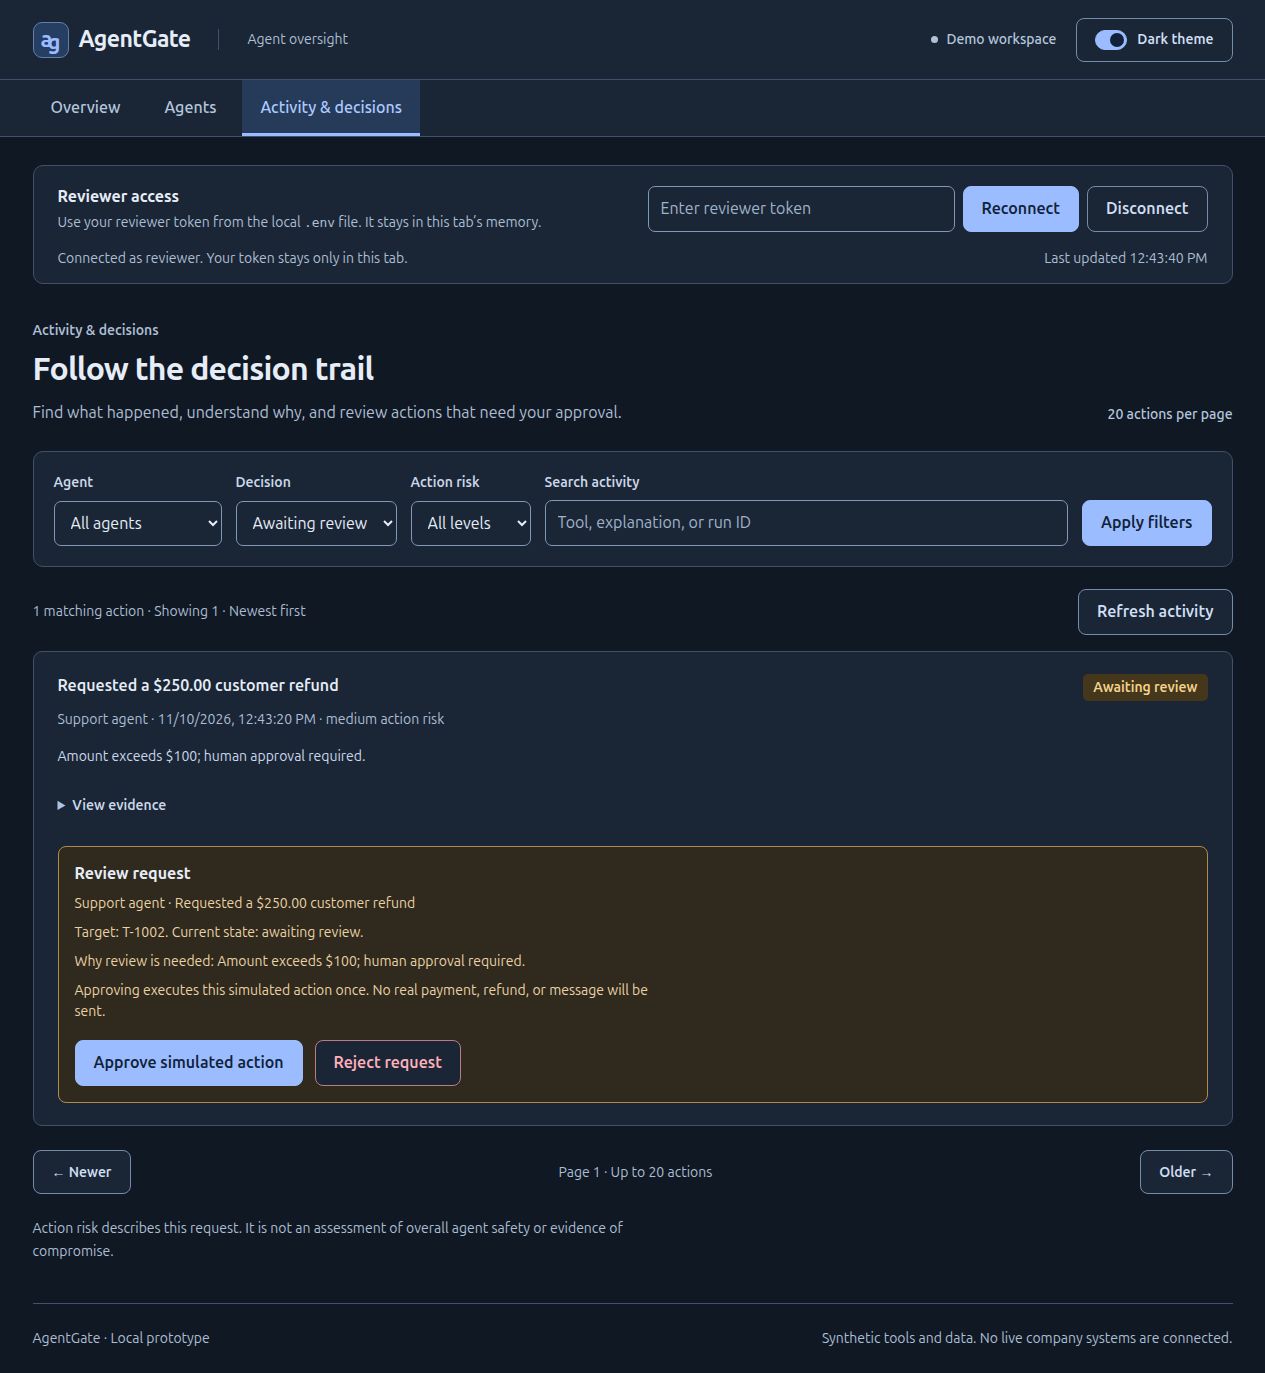 ag AgentGate
Agent oversight
Demo workspace
Dark theme
Overview
Agents
Activity & decisions
Reviewer access
Use your reviewer token from the local .env file. It stays in this tab’s memory.
Enter reviewer token
Reconnect
Disconnect
Connected as reviewer. Your token stays only in this tab.
Last updated 12:43:40 PM
Activity & decisions
Follow the decision trail
Find what happened, understand why, and review actions that need your approval.
20 actions per page
Agent
Decision
Action risk
Search activity
All agents
Awaiting review
All levels
Tool, explanation, or run ID
Apply filters
1 matching action · Showing 1 · Newest first
Refresh activity
Requested a $250.00 customer refund
Awaiting review
Support agent · 11/10/2026, 12:43:20 PM · medium action risk
Amount exceeds $100; human approval required.
▶ View evidence
Review request
Support agent · Requested a $250.00 customer refund
Target: T-1002. Current state: awaiting review.
Why review is needed: Amount exceeds $100; human approval required.
Approving executes this simulated action once. No real payment, refund, or message will be
sent.
Approve simulated action
Reject request
← Newer
Page 1 · Up to 20 actions
Older →
Action risk describes this request. It is not an assessment of overall agent safety or evidence of
compromise.
AgentGate · Local prototype
Synthetic tools and data. No live company systems are connected.